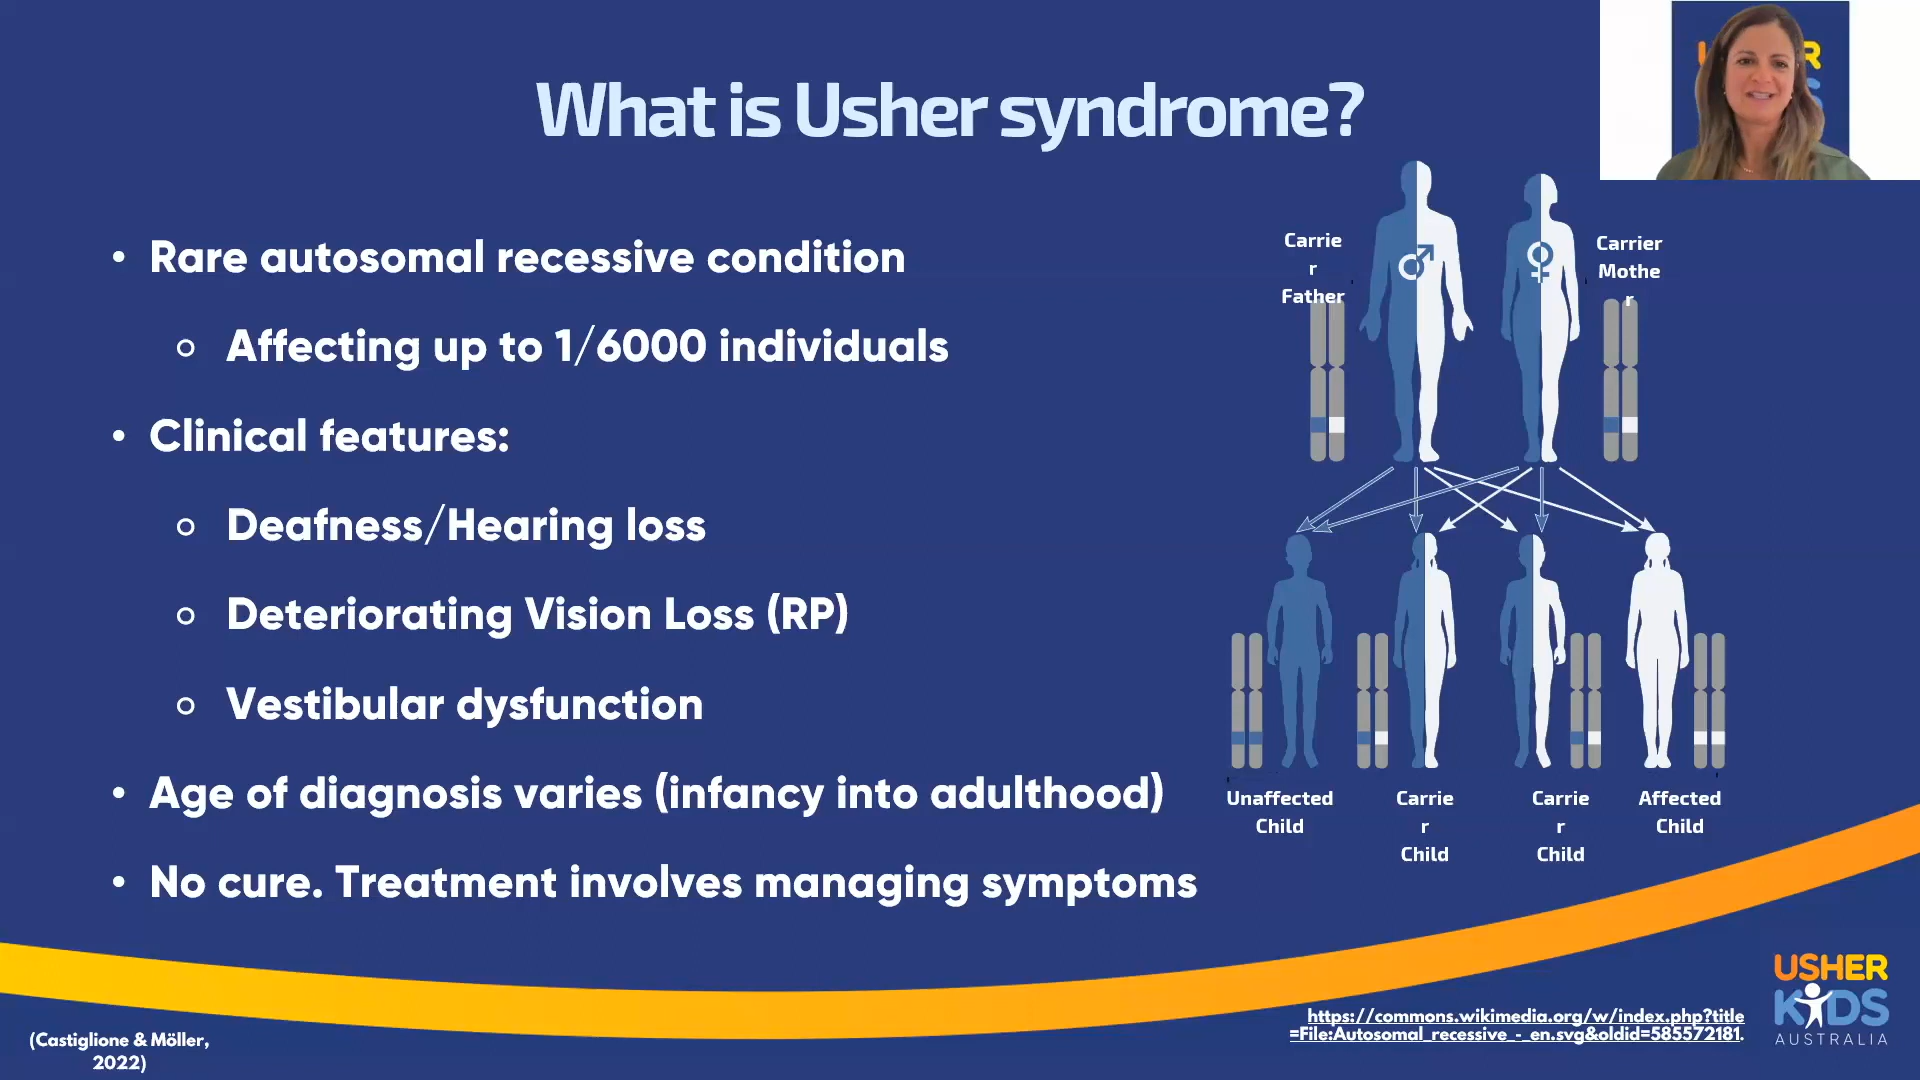 What is Usher syndrome?
• Rare autosomal recessive condition
○ Affecting up to 1/6000 individuals
• Clinical features:
○ Deafness/Hearing loss
○ Deteriorating Vision Loss (RP)
○ Vestibular dysfunction
• Age of diagnosis varies (infancy into adulthood)
• No cure. Treatment involves managing symptoms
Carrie
r
Father
Carrier
Mothe
r
Unaffected
Child
Carrie
r
Child
Carrie
r
Child
Affected
Child
(Castiglione & Möller,
2022)
https://commons.wikimedia.org/w/index.php?title
=File:Autosomal_recessive_-_en.svg&oldid=585572181.
USHER
KIDS
AUSTRALIA